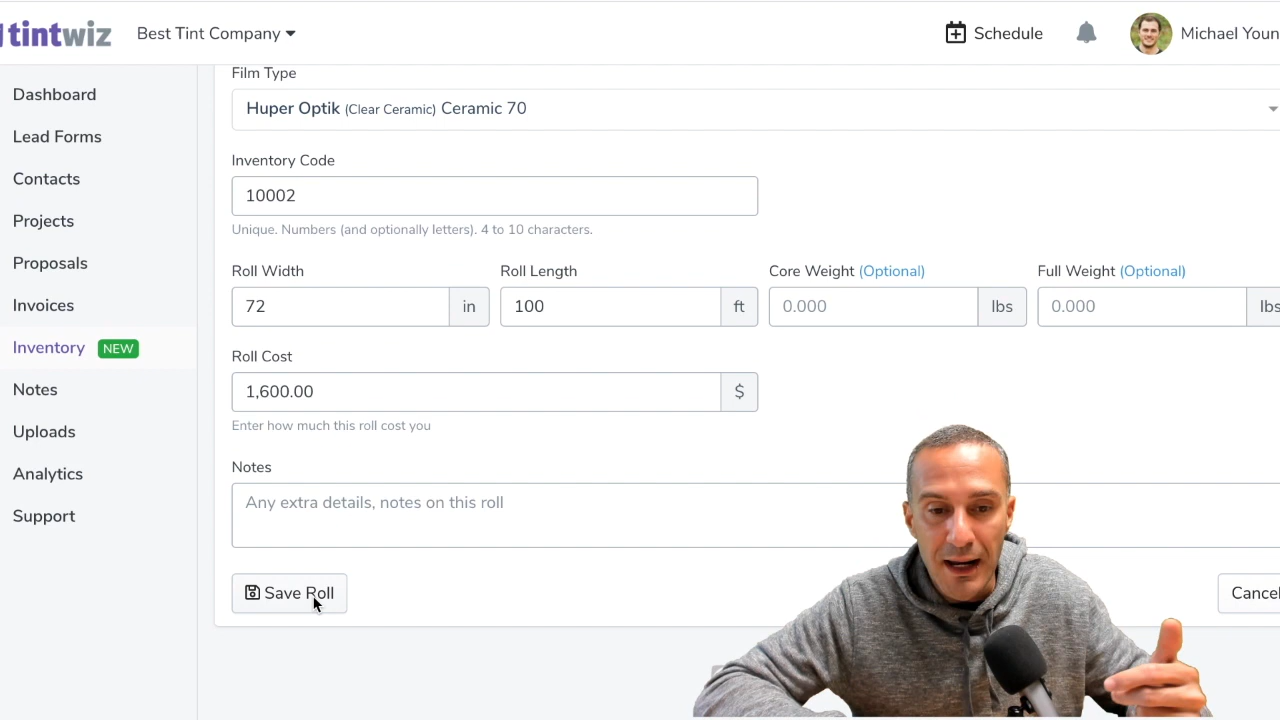 tintwiz Best Tint Company Schedule Michael Youn
Dashboard
Lead Forms
Contacts
Projects
Proposals
Invoices
Inventory NEW
Notes
Uploads
Analytics
Support
Film Type
Huper Optik (Clear Ceramic) Ceramic 70
Inventory Code
10002
Unique. Numbers (and optionally letters). 4 to 10 characters.
Roll Width Roll Length Core Weight (Optional) Full Weight (Optional)
72 in 100 ft 0.000 lbs 0.000 lbs
Roll Cost
1,600.00 $
Enter how much this roll cost you
Notes
Any extra details, notes on this roll
Save Roll Cancel